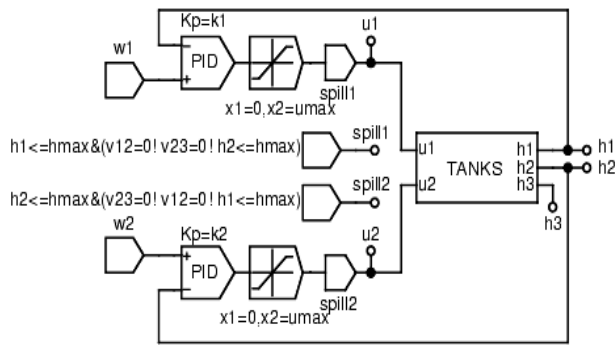 Kp=k1
u1
w1
PID
spill1
x1=0,x2=umax
h1<=hmax&(v12=0! v23=0! h2<=hmax)
spill1
u1
u2
TANKS
h1
h2
h3
h1
h2
h3
h2<=hmax&(v23=0! v12=0! h1<=hmax)
spill2
w2
Kp=k2
u2
PID
spill2
x1=0,x2=umax